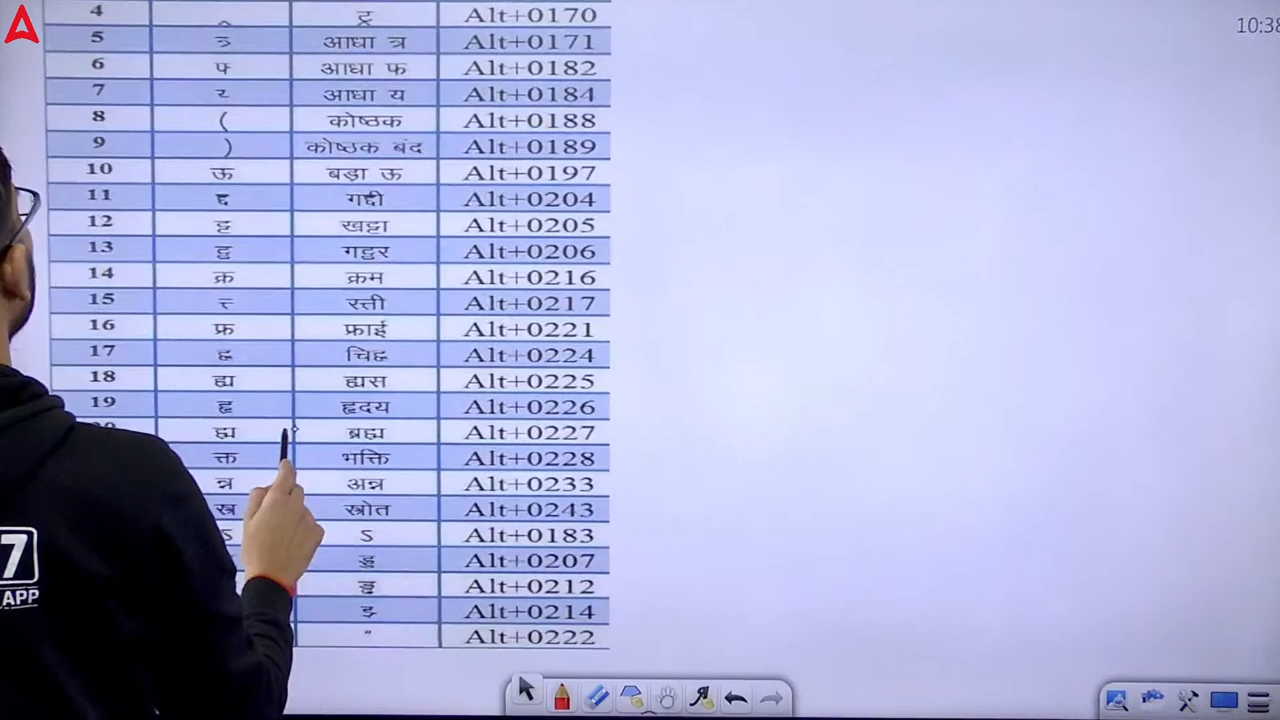 4 ट्र Alt+0170
10:38
5 त्र आधा त्र Alt+0171
6 फ आधा फ Alt+0182
7 य आधा य Alt+0184
8 ( कोष्ठक Alt+0188
9 ) कोष्ठक बंद Alt+0189
10 ऊ बड़ा ऊ Alt+0197
11 द्द गद्दी Alt+0204
12 ट्ट खट्टा Alt+0205
13 ट्ठ गट्ठर Alt+0206
14 क्र क्रम Alt+0216
15 त्त रत्ती Alt+0217
16 फ्र फ्राई Alt+0221
17 ह्न चिह्न Alt+0224
18 ह्य ह्यस Alt+0225
19 हृ हृदय Alt+0226
ह्म ब्रह्म Alt+0227
क्त भक्ति Alt+0228
न्न अन्न Alt+0233
स्त्र स्त्रोत Alt+0243
ऽ ऽ Alt+0183
ड्ड Alt+0207
Alt+0212
Alt+0214
" Alt+0222
7
APP